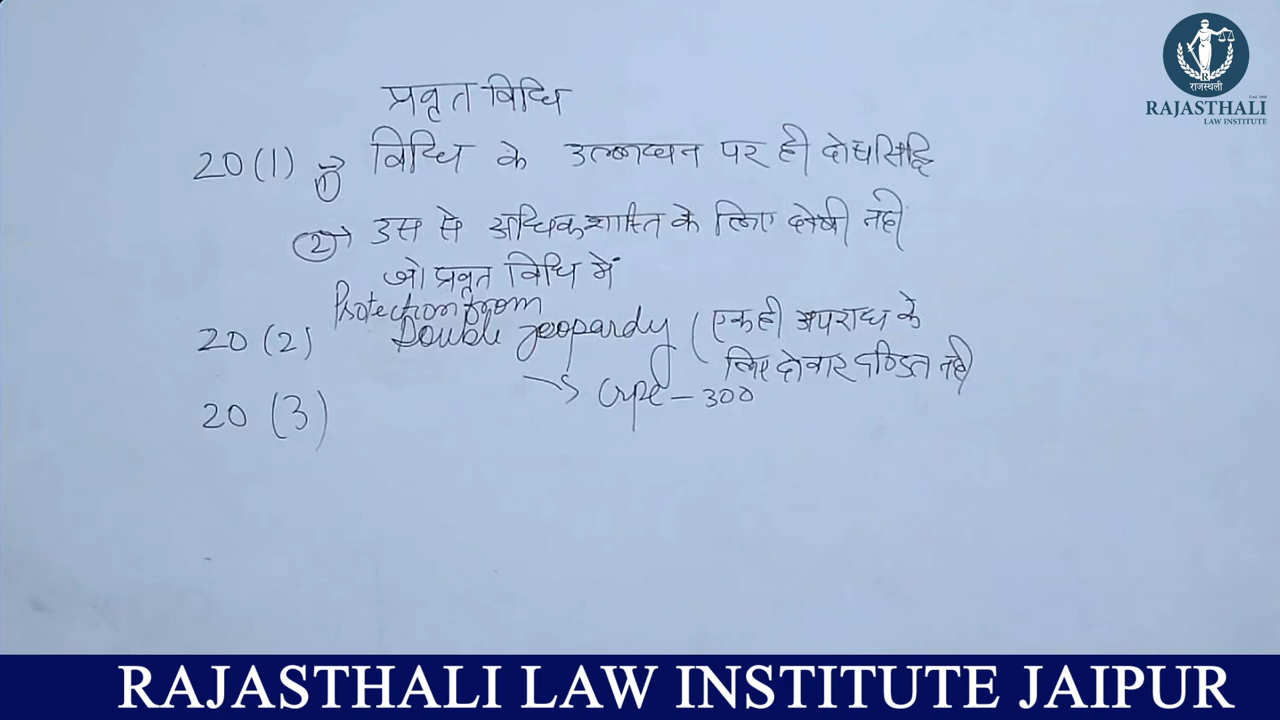 राजस्थली
RAJASTHALI
LAW INSTITUTE
प्रवृत विधि
20(1) ① विधि के उल्लघन पर ही दोषसिद्दि
② उस से अधिक शास्ति के लिए दोषी नही
जो प्रवृत विधि में
Protection from
20 (2) Double jeopardy (एक ही अपराध के
लिए दो बार दण्डित नही
Crpc - 300
20 (3)
RAJASTHALI LAW INSTITUTE JAIPUR